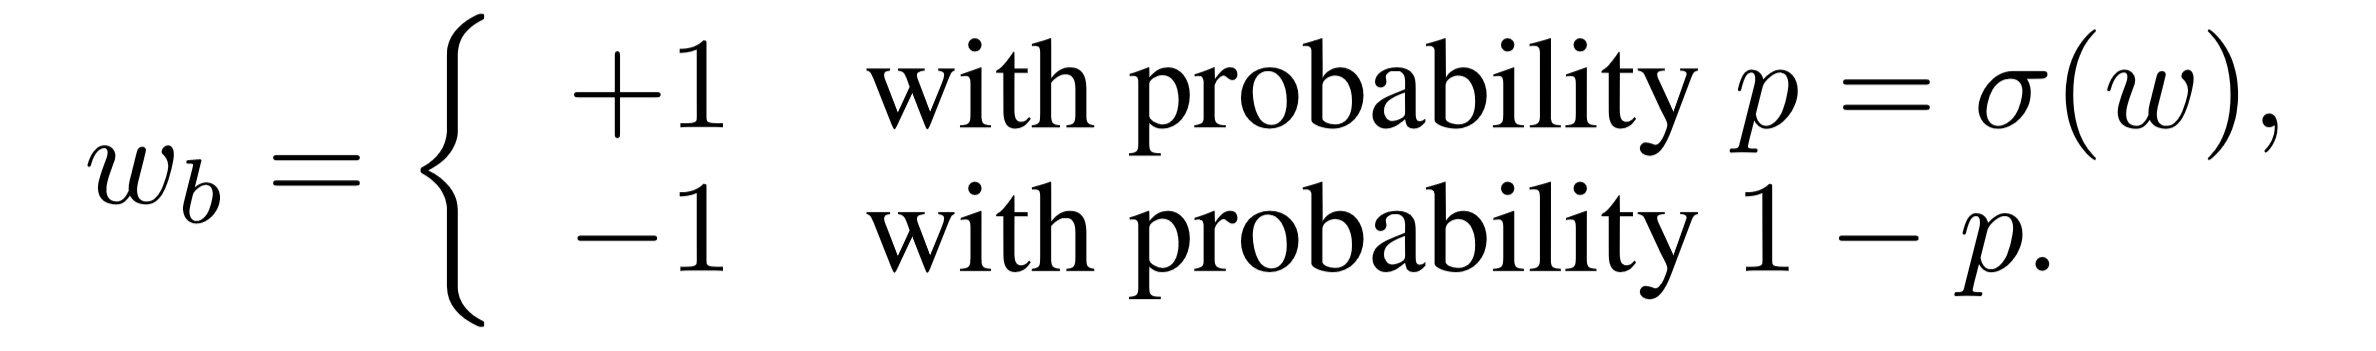 w_b = { +1 with probability p = σ(w),
−1 with probability 1 − p.